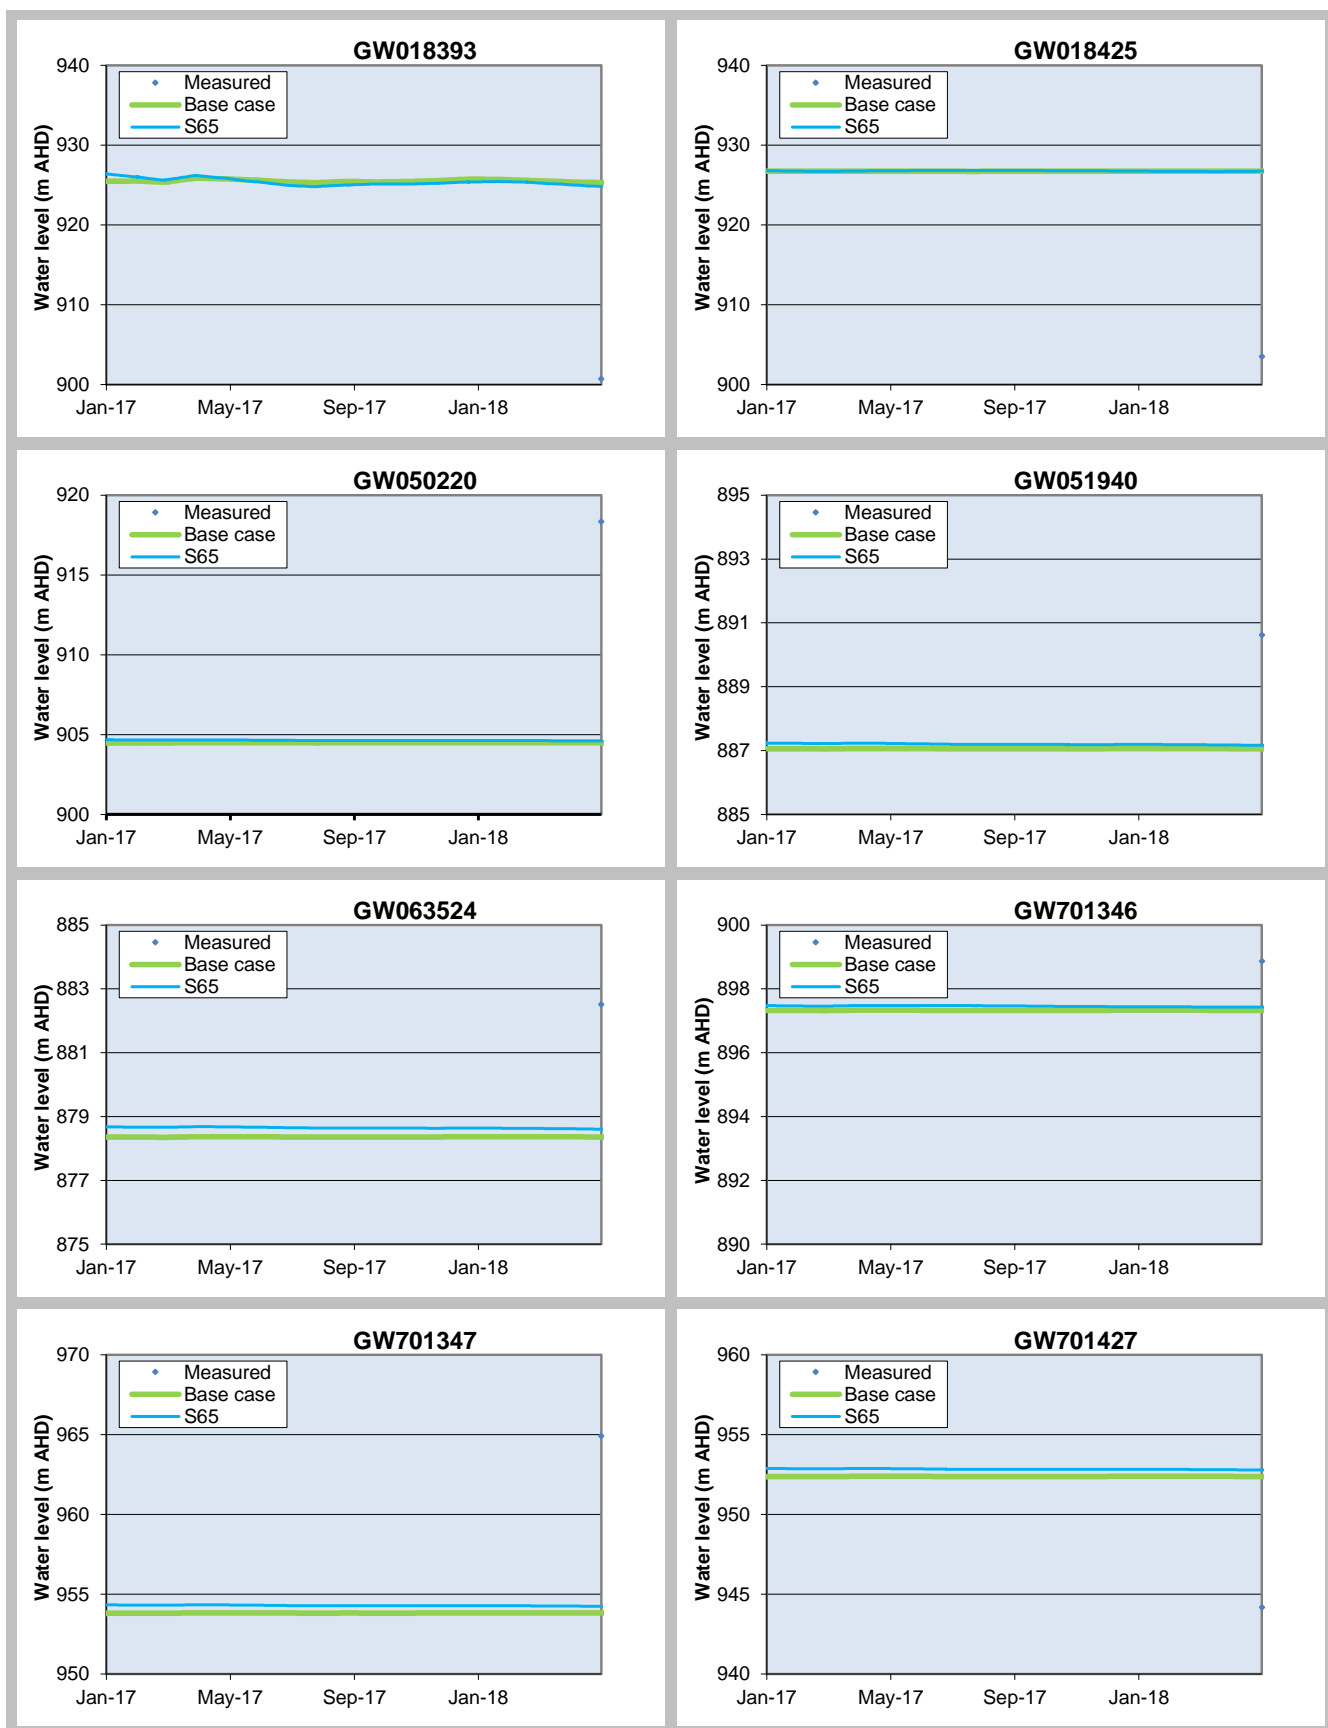 GW018393
Water level (m AHD)
940
930
920
910
900
Measured
Base case
S65
Jan-17 May-17 Sep-17 Jan-18
GW018425
Water level (m AHD)
940
930
920
910
900
Measured
Base case
S65
Jan-17 May-17 Sep-17 Jan-18
GW050220
Water level (m AHD)
920
915
910
905
900
Measured
Base case
S65
Jan-17 May-17 Sep-17 Jan-18
GW051940
Water level (m AHD)
895
893
891
889
887
885
Measured
Base case
S65
Jan-17 May-17 Sep-17 Jan-18
GW063524
Water level (m AHD)
885
883
881
879
877
875
Measured
Base case
S65
Jan-17 May-17 Sep-17 Jan-18
GW701346
Water level (m AHD)
900
898
896
894
892
890
Measured
Base case
S65
Jan-17 May-17 Sep-17 Jan-18
GW701347
Water level (m AHD)
970
965
960
955
950
Measured
Base case
S65
Jan-17 May-17 Sep-17 Jan-18
GW701427
Water level (m AHD)
960
955
950
945
940
Measured
Base case
S65
Jan-17 May-17 Sep-17 Jan-18